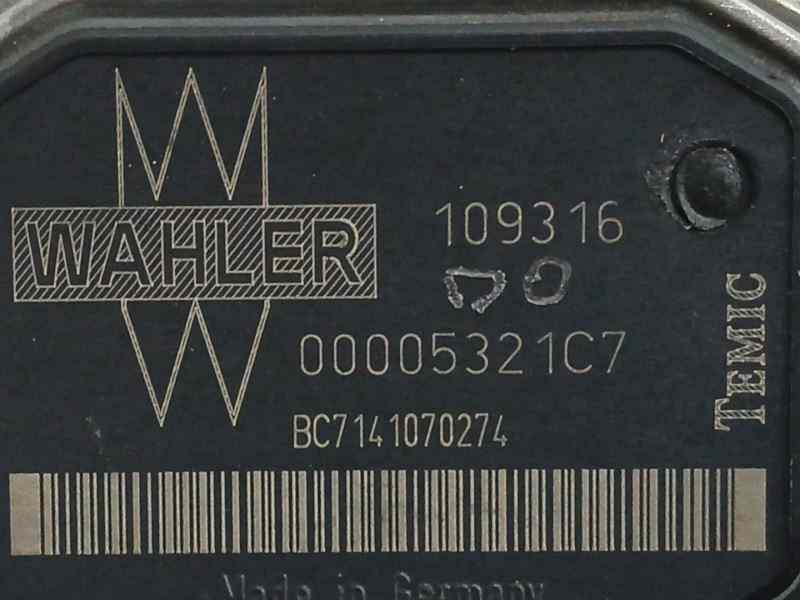 WAHLER
109316
00005321C7
BC7141070274
TEMIC
Made in Germany